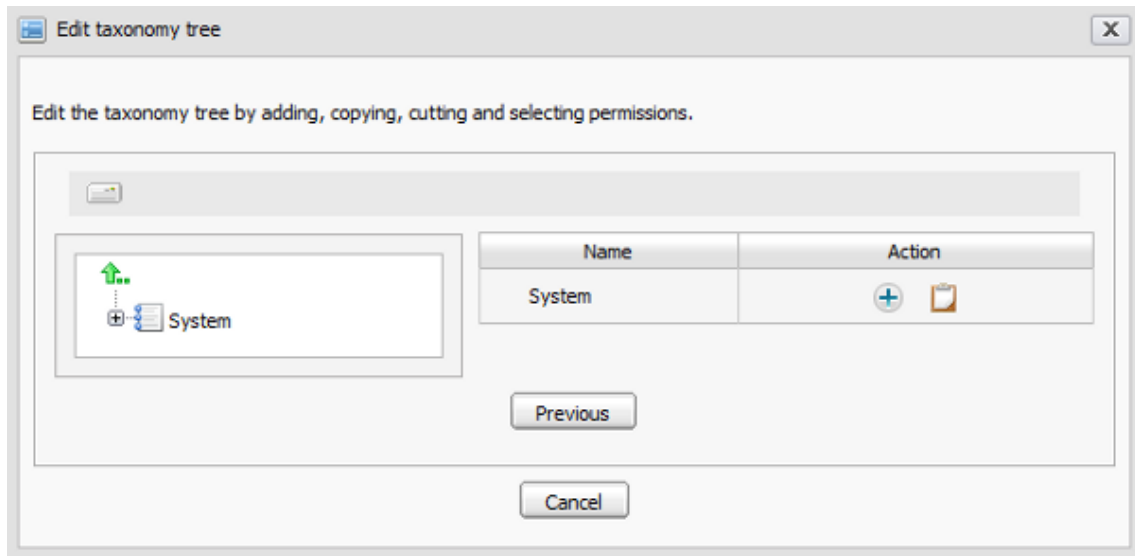 Edit taxonomy tree
Edit the taxonomy tree by adding, copying, cutting and selecting permissions.
System
Name Action
System
Previous
Cancel